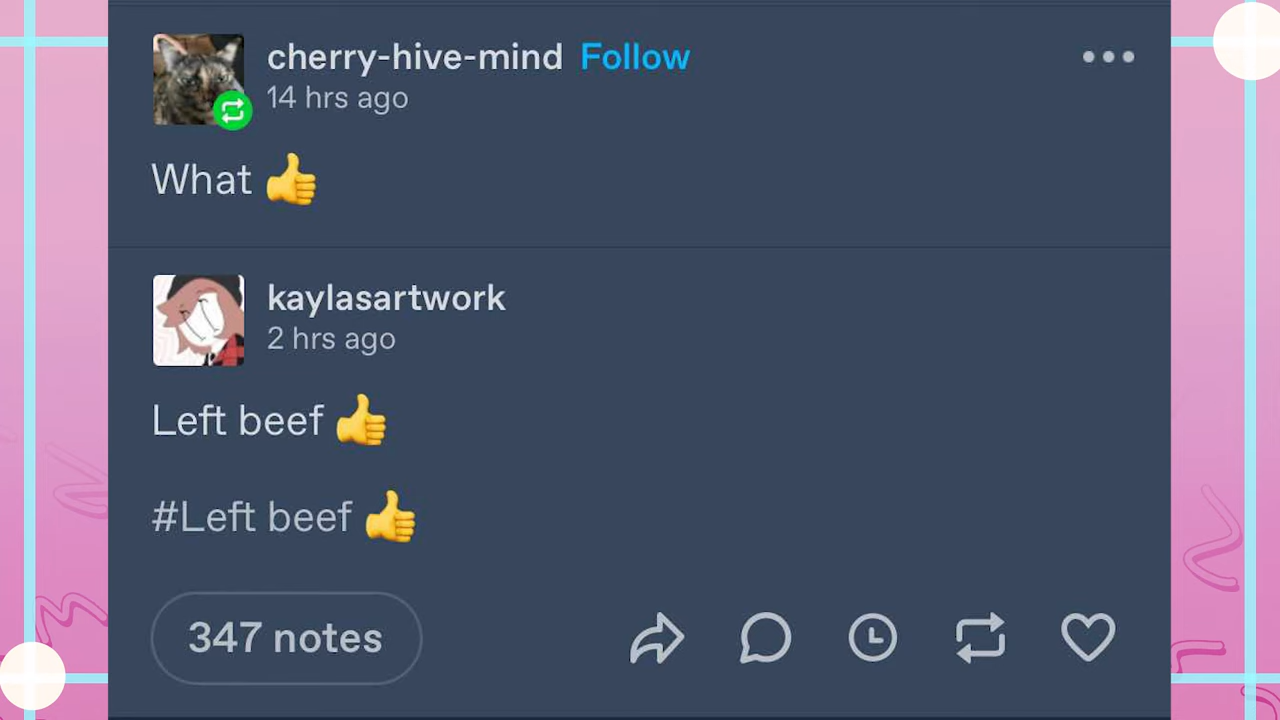 cherry-hive-mind Follow
14 hrs ago
What 👍
kaylasartwork
2 hrs ago
Left beef 👍
#Left beef 👍
347 notes